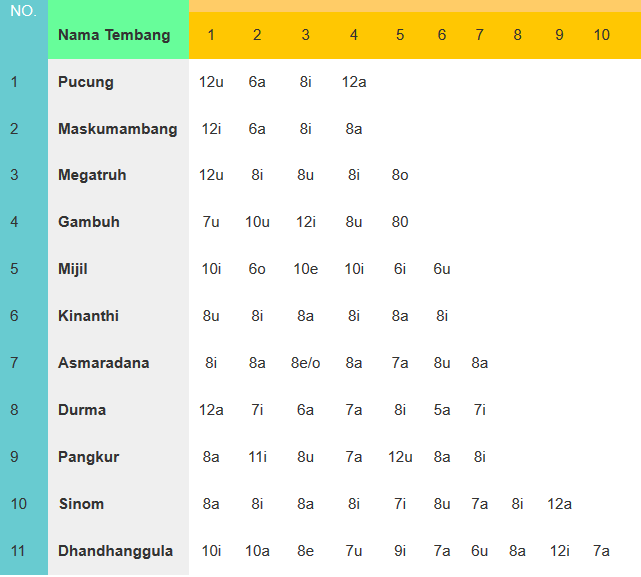 NO.
Nama Tembang 1 2 3 4 5 6 7 8 9 10
1 Pucung 12u 6a 8i 12a
2 Maskumambang 12i 6a 8i 8a
3 Megatruh 12u 8i 8u 8i 8o
4 Gambuh 7u 10u 12i 8u 80
5 Mijil 10i 6o 10e 10i 6i 6u
6 Kinanthi 8u 8i 8a 8i 8a 8i
7 Asmaradana 8i 8a 8e/o 8a 7a 8u 8a
8 Durma 12a 7i 6a 7a 8i 5a 7i
9 Pangkur 8a 11i 8u 7a 12u 8a 8i
10 Sinom 8a 8i 8a 8i 7i 8u 7a 8i 12a
11 Dhandhanggula 10i 10a 8e 7u 9i 7a 6u 8a 12i 7a